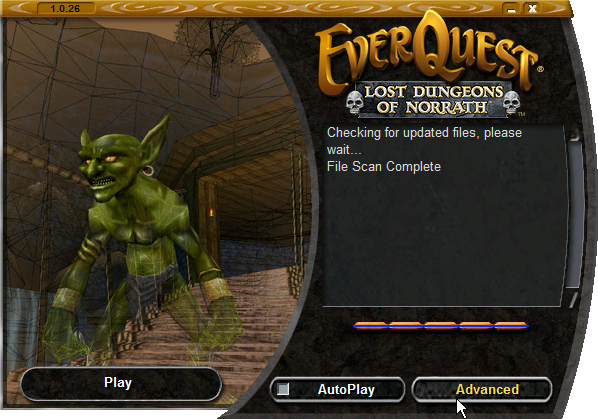 1.0.26
EverQuest®
LOST DUNGEONS
OF NORRATH™
Checking for updated files, please
wait...
File Scan Complete
Play
AutoPlay
Advanced